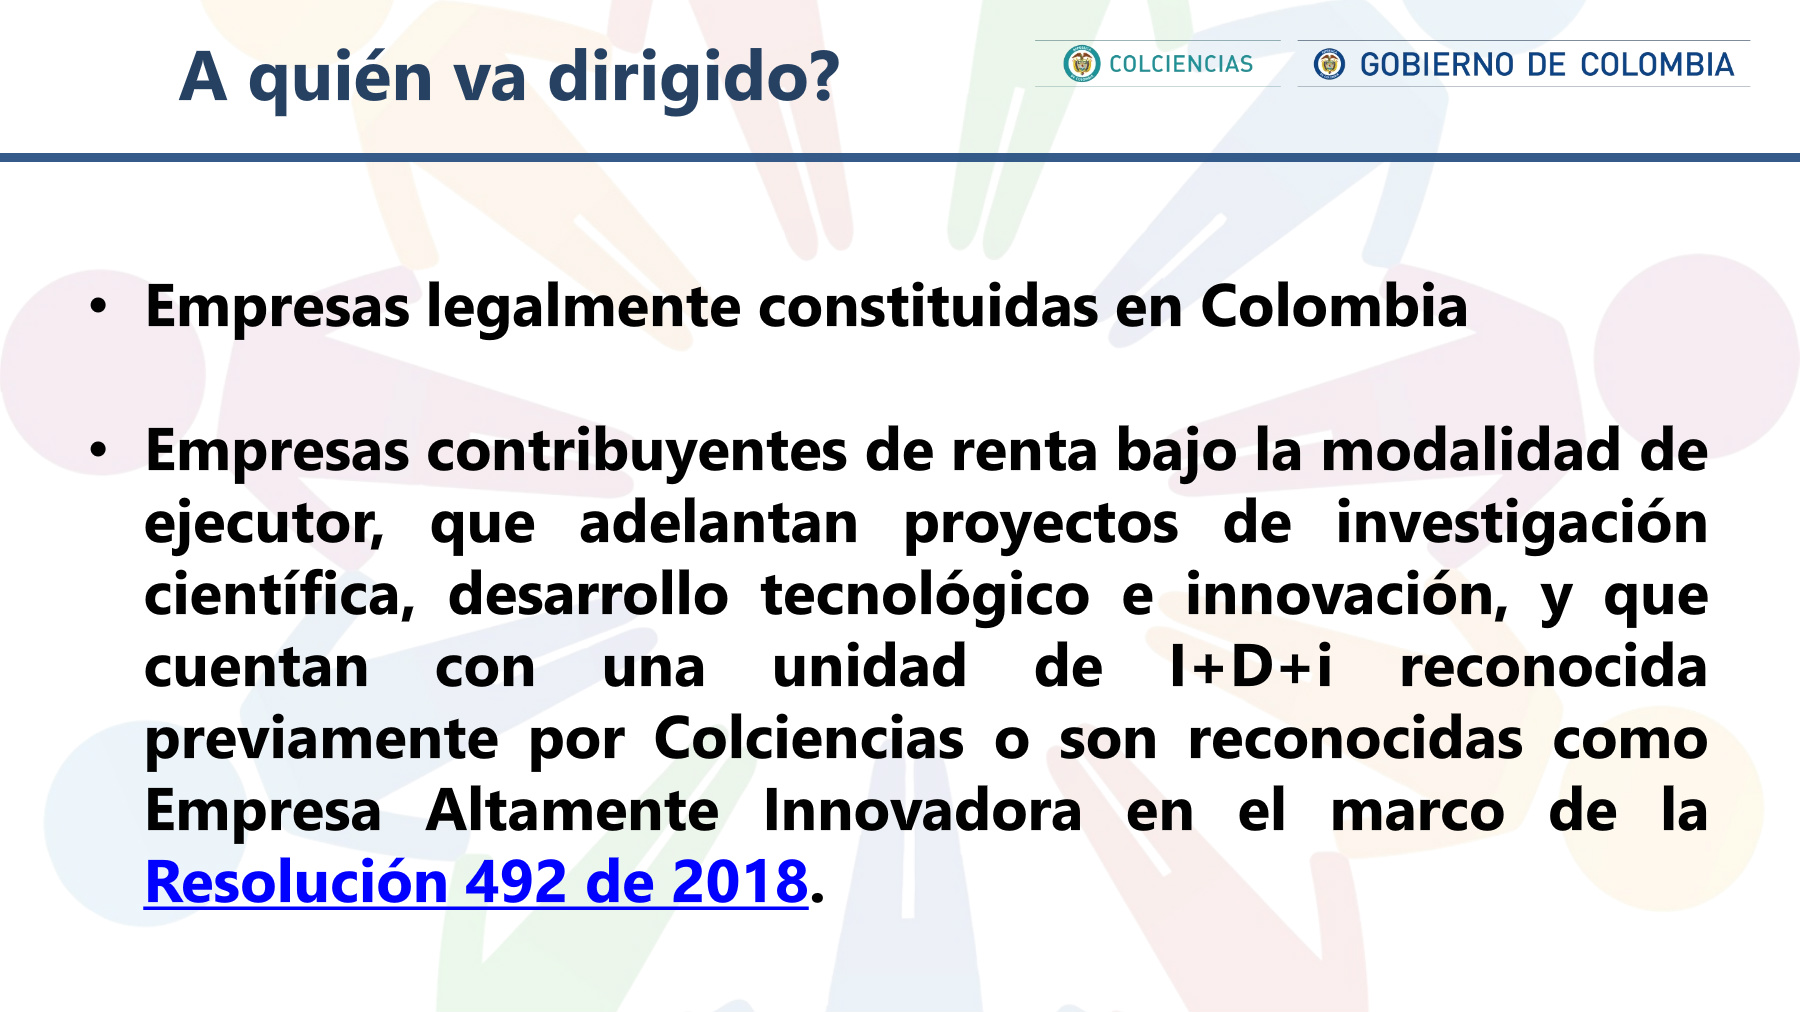 A quién va dirigido?
COLCIENCIAS
GOBIERNO DE COLOMBIA
• Empresas legalmente constituidas en Colombia
• Empresas contribuyentes de renta bajo la modalidad de
ejecutor, que adelantan proyectos de investigación
científica, desarrollo tecnológico e innovación, y que
cuentan con una unidad de I+D+i reconocida
previamente por Colciencias o son reconocidas como
Empresa Altamente Innovadora en el marco de la
Resolución 492 de 2018.